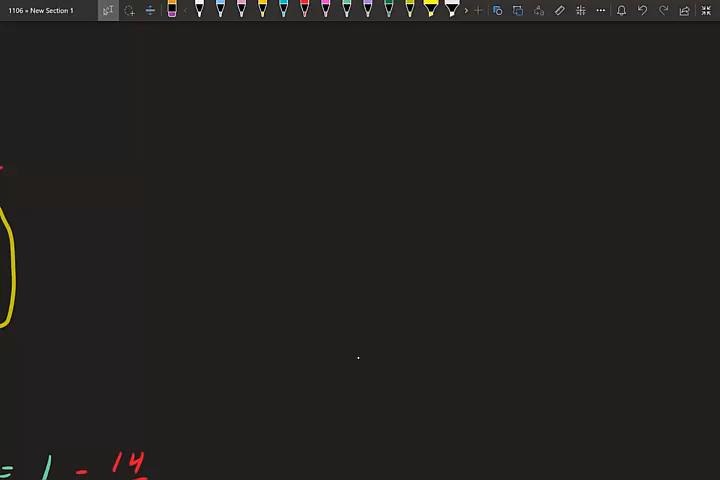 1106 » New Section 1
= 1 - 14